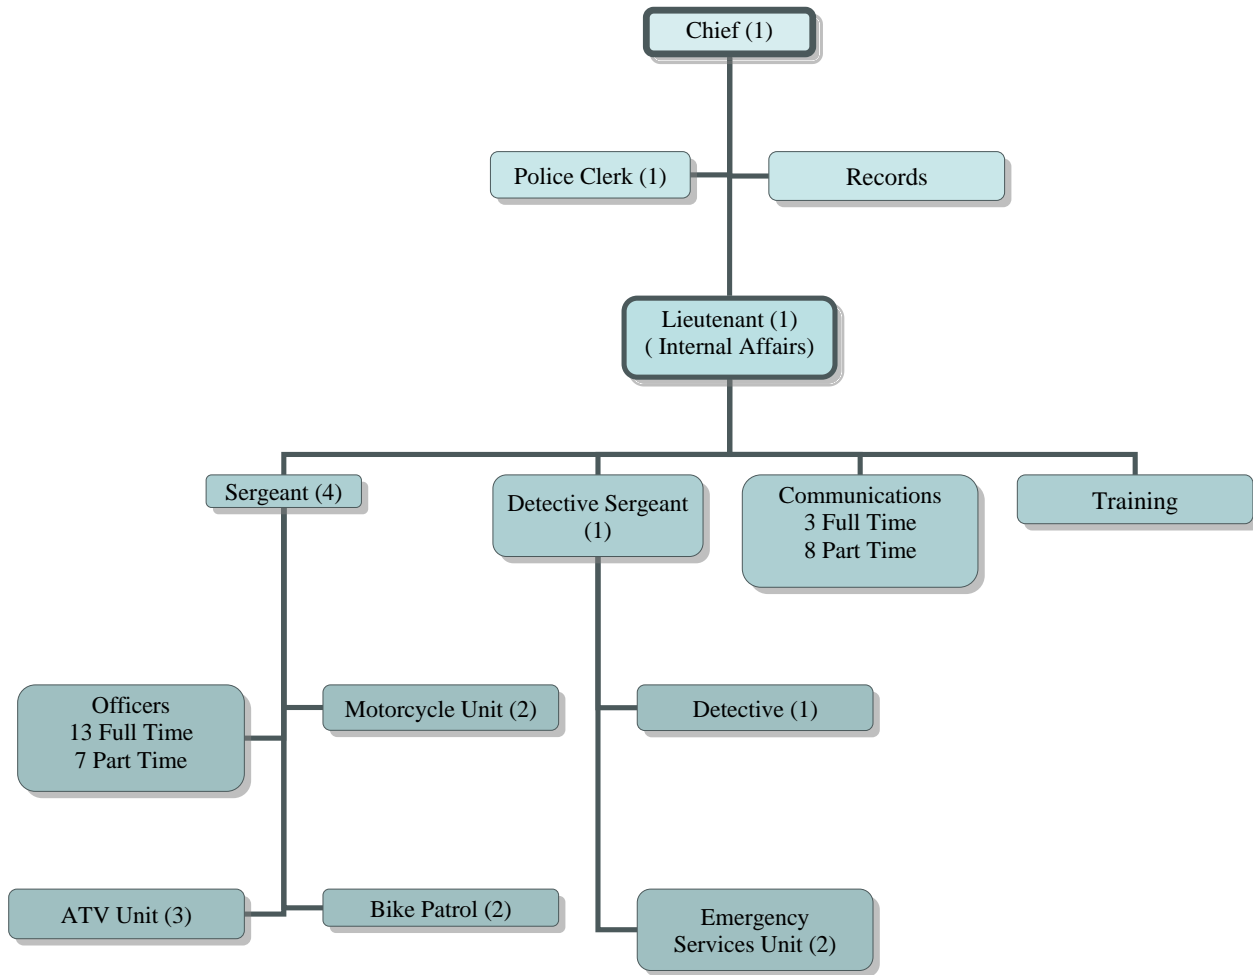 Chief (1)
Police Clerk (1)
Records
Lieutenant (1)
( Internal Affairs)
Sergeant (4)
Detective Sergeant
(1)
Communications
3 Full Time
8 Part Time
Training
Officers
13 Full Time
7 Part Time
Motorcycle Unit (2)
Detective (1)
ATV Unit (3)
Bike Patrol (2)
Emergency
Services Unit (2)